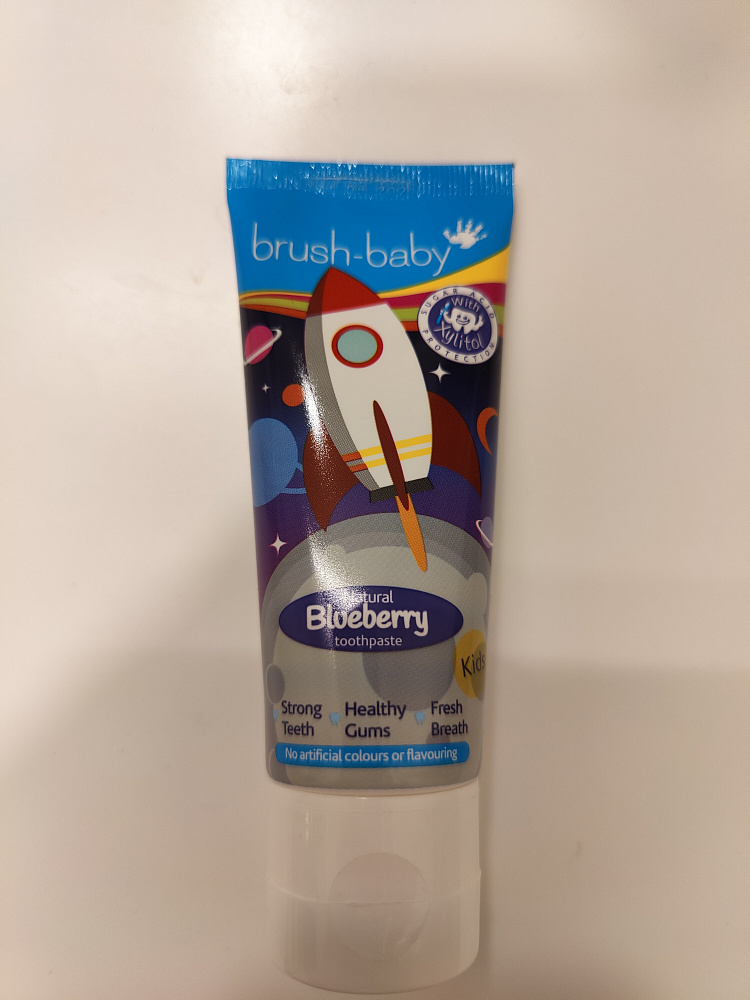 brush-baby
SUGAR ACID
With
Xylitol
PROTECTION
Natural
Blueberry
toothpaste
Kids
Strong Teeth
Healthy Gums
Fresh Breath
No artificial colours or flavouring